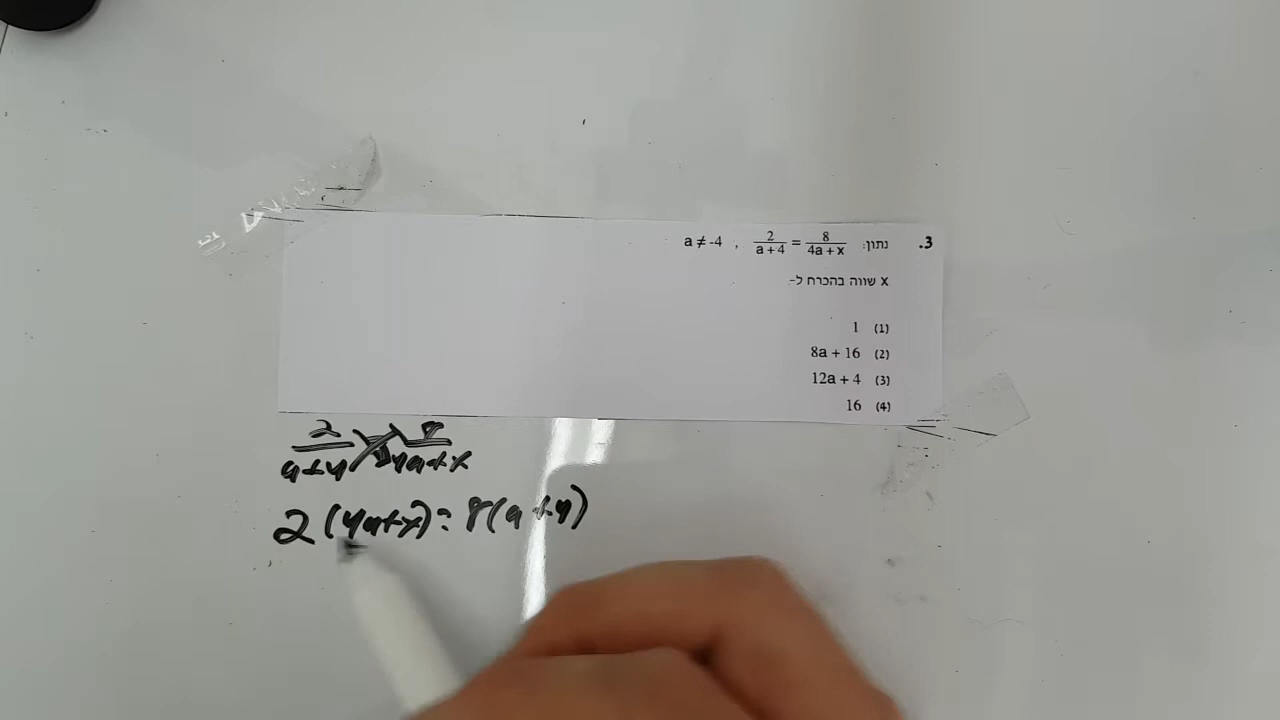 3. נתון: 2/(a + 4) = 8/(4a + x) , a ≠ -4
x שווה בהכרח ל-
(1) 1
(2) 8a + 16
(3) 12a + 4
(4) 16
2/(a+4) = 8/(4a+x)
2(4a+x)=8(a+4)